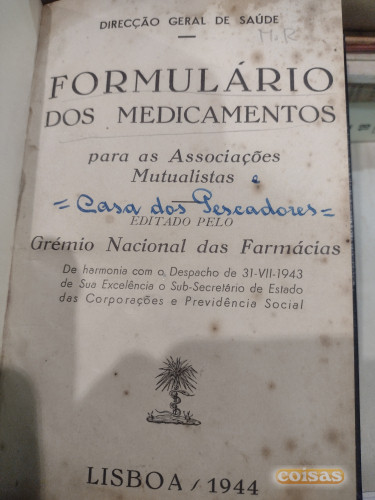 DIRECÇÃO GERAL DE SAÚDE
M.R.
FORMULÁRIO
DOS MEDICAMENTOS
para as Associações
Mutualistas e
= Casa dos Pescadores =
EDITADO PELO
Grémio Nacional das Farmácias
De harmonia com o, Despacho de 31-VII-1943
de Sua Excelência o Sub-Secretário de Estado
das Corporações e Previdência Social
LISBOA / 1944
coisas